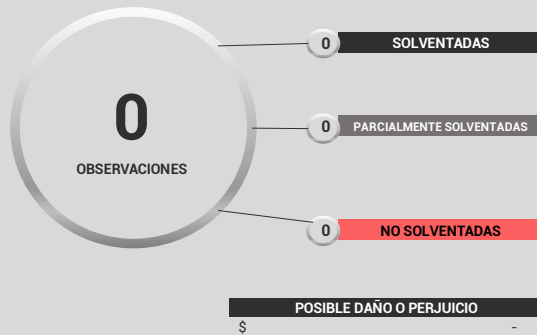 0
OBSERVACIONES
0 SOLVENTADAS
0 PARCIALMENTE SOLVENTADAS
0 NO SOLVENTADAS
POSIBLE DAÑO O PERJUICIO
$ -